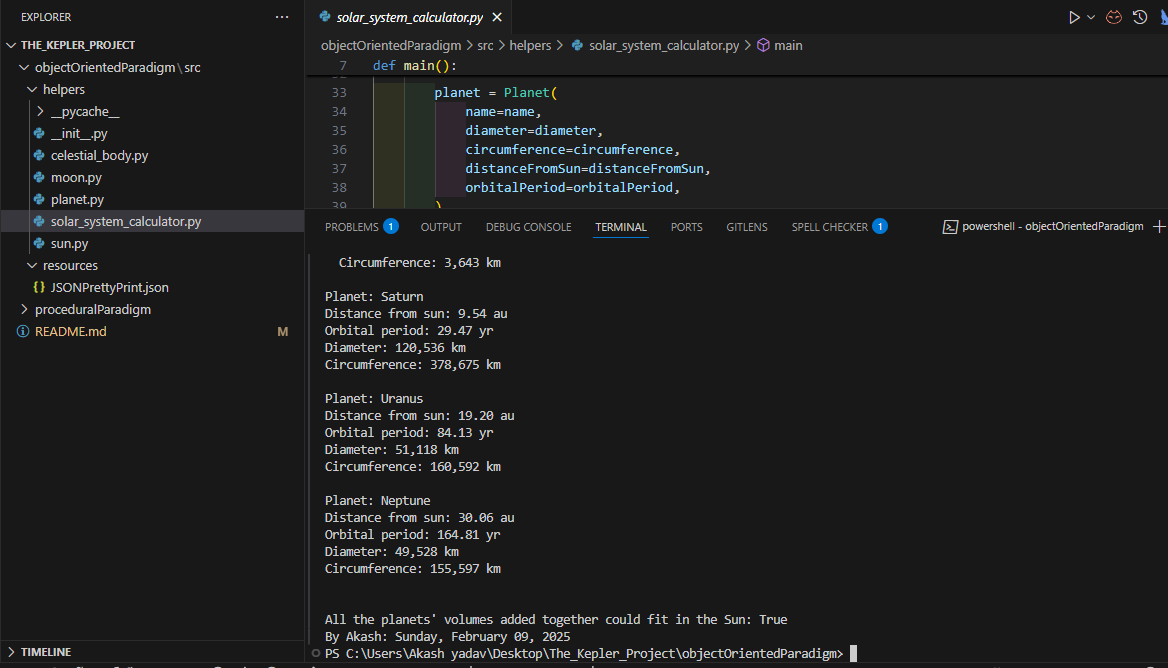 EXPLORER
THE_KEPLER_PROJECT
objectOrientedParadigm\src
helpers
__pycache__
__init__.py
celestial_body.py
moon.py
planet.py
solar_system_calculator.py
sun.py
resources
{} JSONPrettyPrint.json
proceduralParadigm
README.md M
TIMELINE
solar_system_calculator.py
objectOrientedParadigm > src > helpers > solar_system_calculator.py > main
7 def main():
33 planet = Planet(
34 name=name,
35 diameter=diameter,
36 circumference=circumference,
37 distanceFromSun=distanceFromSun,
38 orbitalPeriod=orbitalPeriod,
39 )
PROBLEMS 1 OUTPUT DEBUG CONSOLE TERMINAL PORTS GITLENS SPELL CHECKER 1 powershell - objectOrientedParadigm
Circumference: 3,643 km
Planet: Saturn
Distance from sun: 9.54 au
Orbital period: 29.47 yr
Diameter: 120,536 km
Circumference: 378,675 km
Planet: Uranus
Distance from sun: 19.20 au
Orbital period: 84.13 yr
Diameter: 51,118 km
Circumference: 160,592 km
Planet: Neptune
Distance from sun: 30.06 au
Orbital period: 164.81 yr
Diameter: 49,528 km
Circumference: 155,597 km
All the planets' volumes added together could fit in the Sun: True
By Akash: Sunday, February 09, 2025
PS C:\Users\Akash yadav\Desktop\The_Kepler_Project\objectOrientedParadigm>